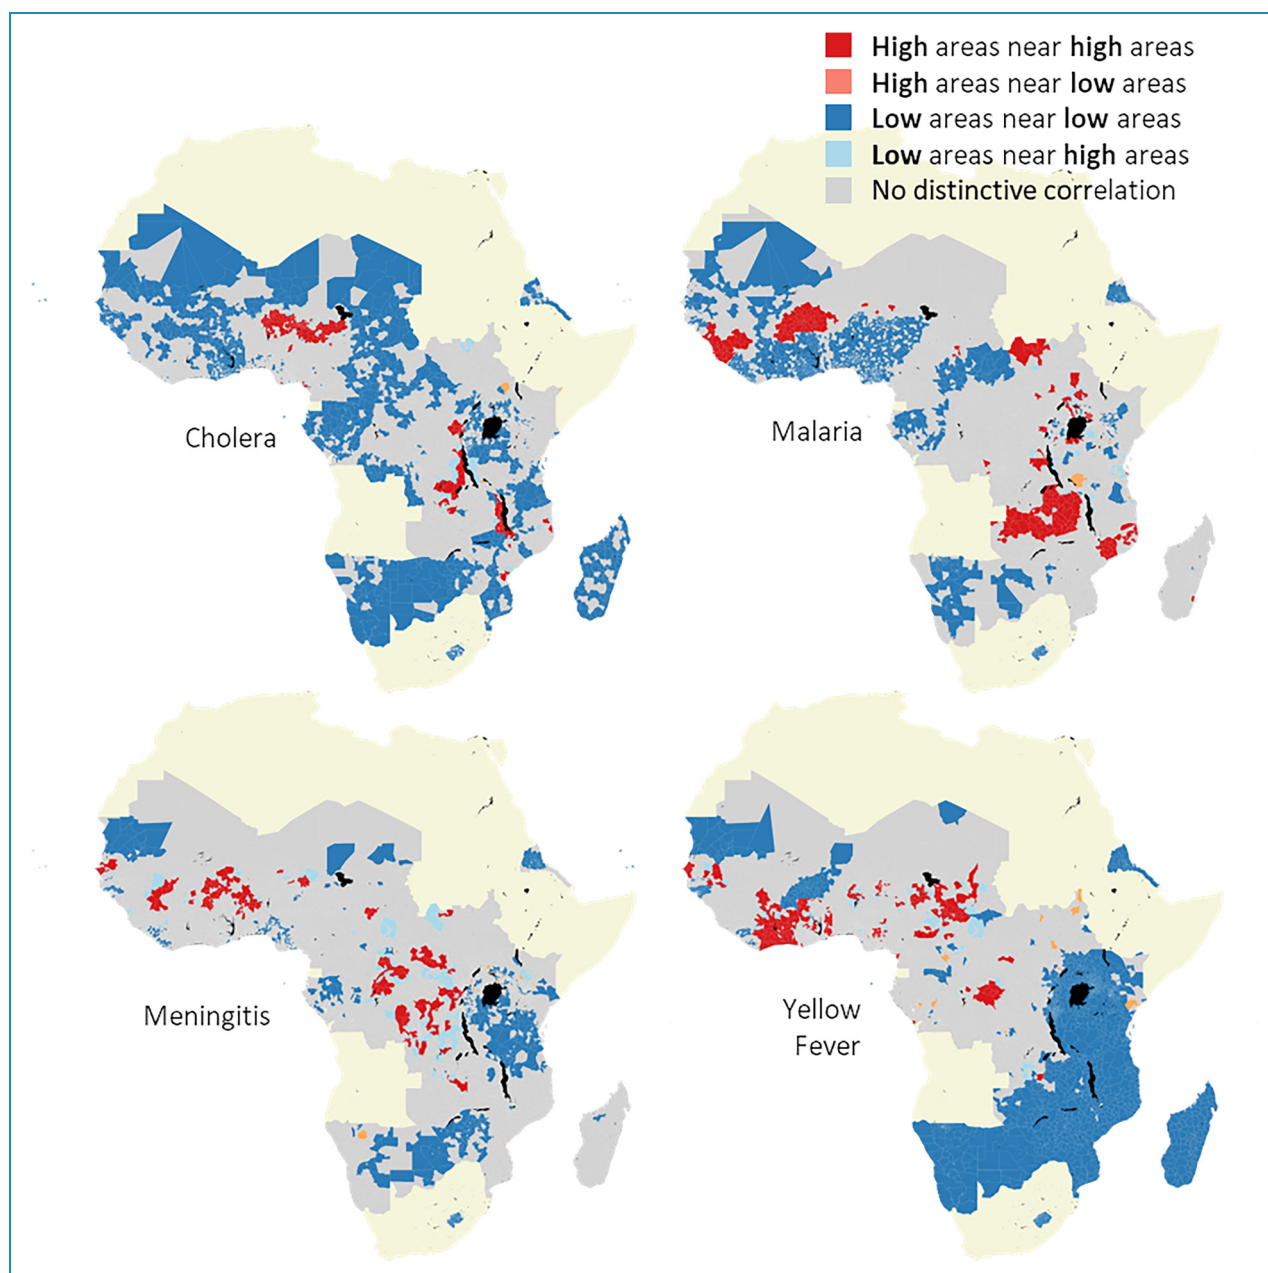 High areas near high areas
High areas near low areas
Low areas near low areas
Low areas near high areas
No distinctive correlation
Cholera
Malaria
Meningitis
Yellow
Fever